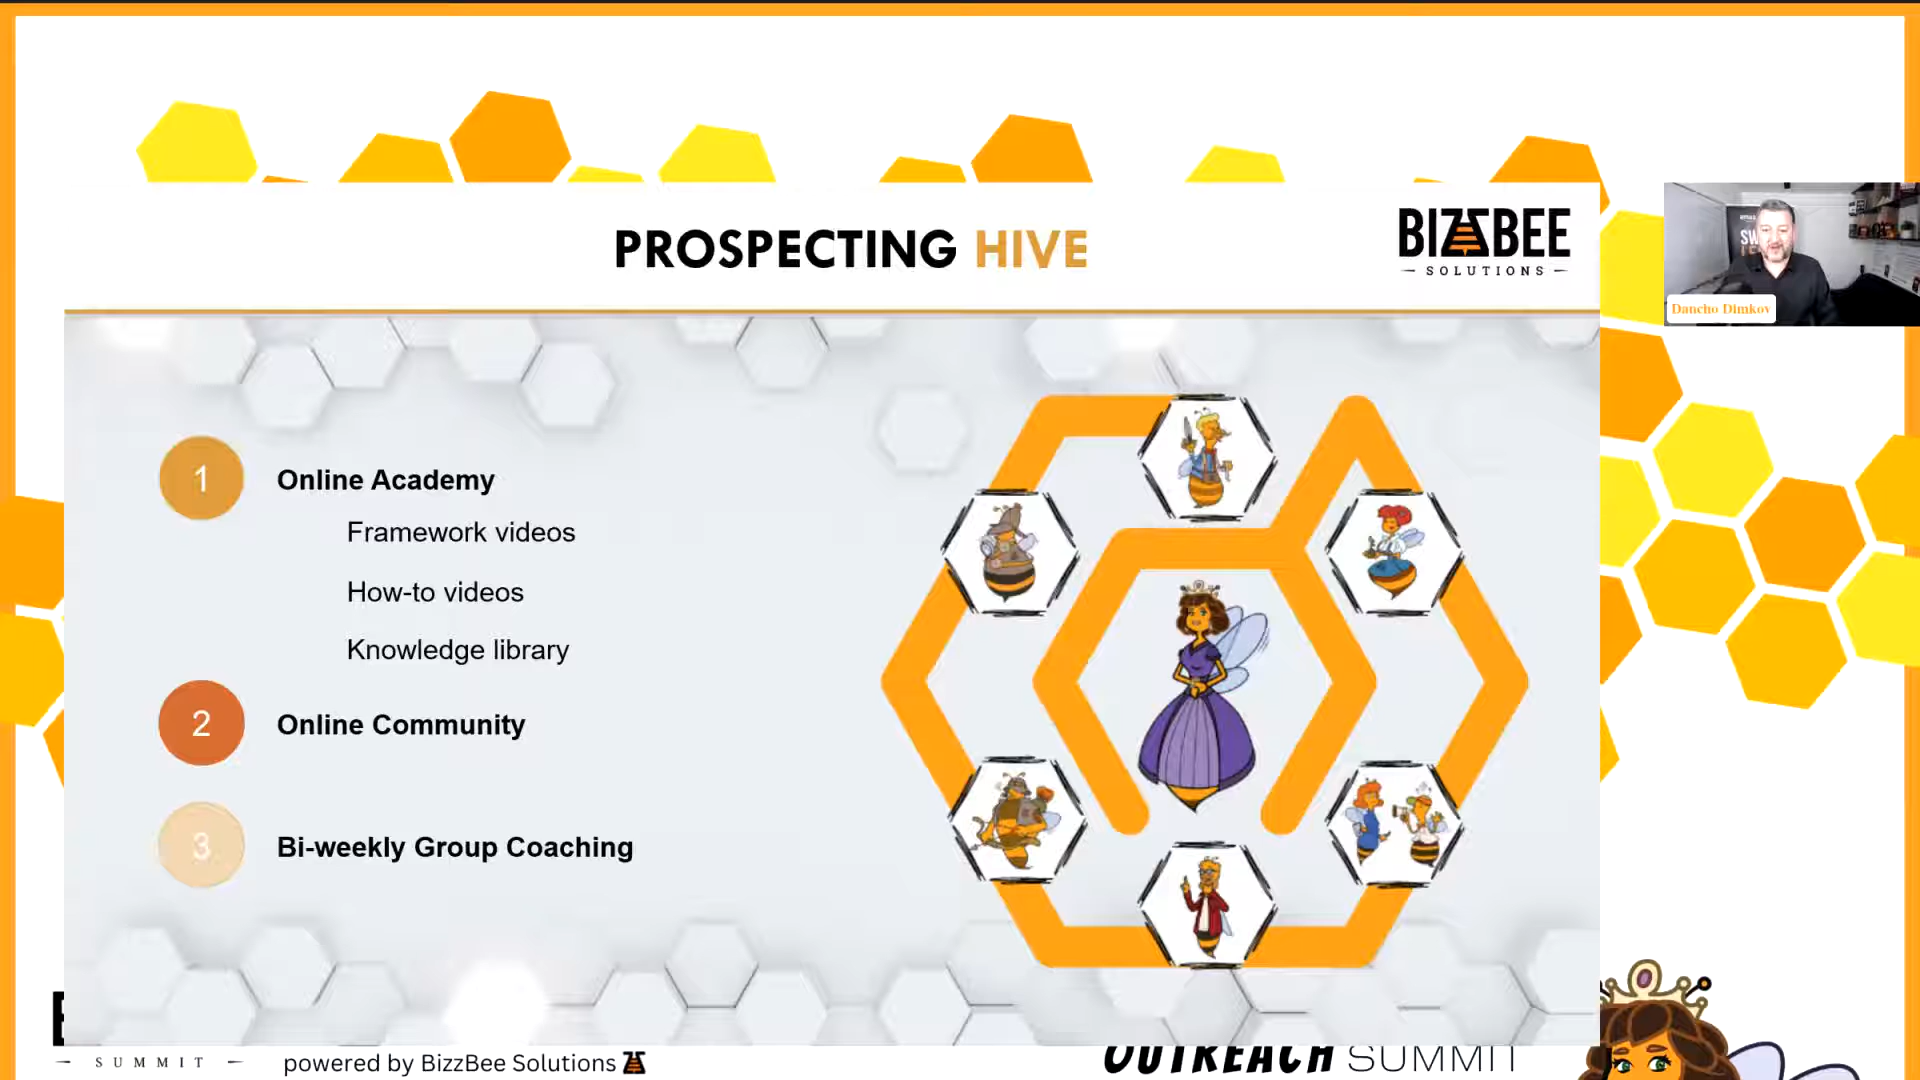 PROSPECTING HIVE
BIZZBEE
SOLUTIONS
Dancho Dimkov
1
Online Academy
Framework videos
How-to videos
Knowledge library
2
Online Community
3
Bi-weekly Group Coaching
SUMMIT
powered by BizzBee Solutions
OUTREACH SUMMIT